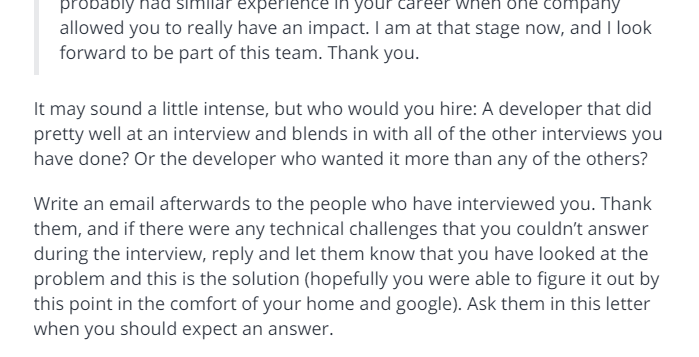 probably had similar experience in your career when one company
allowed you to really have an impact. I am at that stage now, and I look
forward to be part of this team. Thank you.
It may sound a little intense, but who would you hire: A developer that did
pretty well at an interview and blends in with all of the other interviews you
have done? Or the developer who wanted it more than any of the others?
Write an email afterwards to the people who have interviewed you. Thank
them, and if there were any technical challenges that you couldn’t answer
during the interview, reply and let them know that you have looked at the
problem and this is the solution (hopefully you were able to figure it out by
this point in the comfort of your home and google). Ask them in this letter
when you should expect an answer.